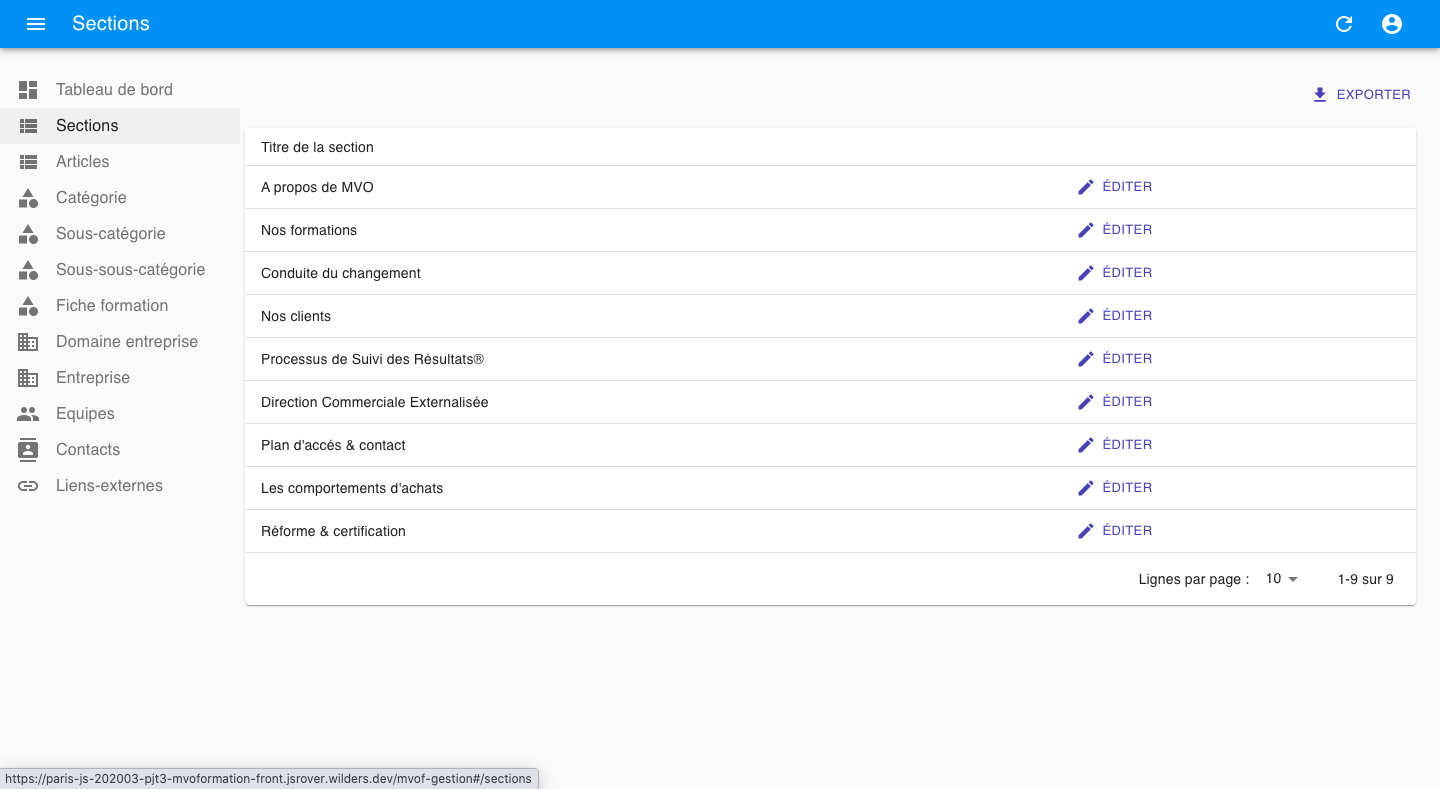 Sections
Tableau de bord
Sections
Articles
Catégorie
Sous-catégorie
Sous-sous-catégorie
Fiche formation
Domaine entreprise
Entreprise
Equipes
Contacts
Liens-externes
EXPORTER
Titre de la section
A propos de MVO ÉDITER
Nos formations ÉDITER
Conduite du changement ÉDITER
Nos clients ÉDITER
Processus de Suivi des Résultats® ÉDITER
Direction Commerciale Externalisée ÉDITER
Plan d'accés & contact ÉDITER
Les comportements d'achats ÉDITER
Réforme & certification ÉDITER
Lignes par page : 10 1-9 sur 9
https://paris-js-202003-pjt3-mvoformation-front.jsrover.wilders.dev/mvof-gestion#/sections